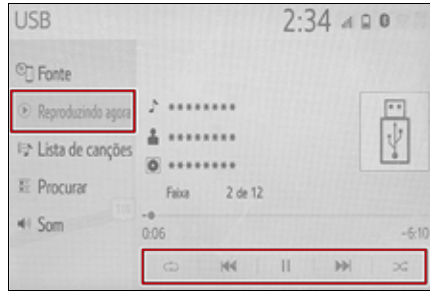 USB
2:34
Fonte
Reproduzindo agora
Lista de canções
Procurar
Som
********
********
********
Faixa 2 de 12
0:06
-6:10